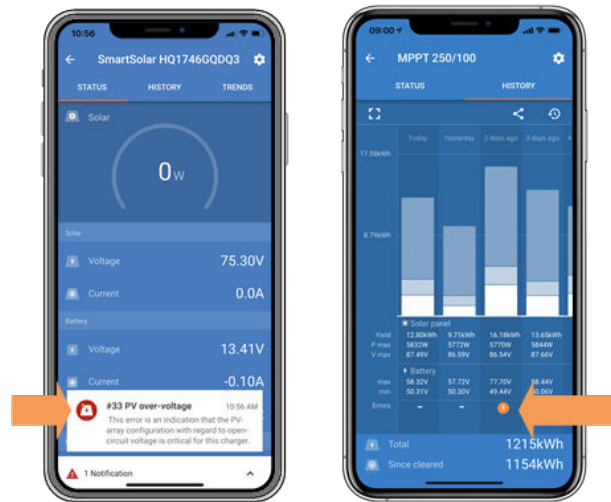 10:56
SmartSolar HQ1746GQDQ3
STATUS HISTORY TRENDS
Solar
0W
Solar
Voltage 75.30V
Current 0.0A
Battery
Voltage 13.41V
Current -0.10A
#33 PV over-voltage 10:56 AM
This error is an indication that the PV-
array configuration with regard to open-
circuit voltage is critical for this charger.
1 Notification
09:00
MPPT 250/100
STATUS HISTORY
Today Yesterday 2 days ago 3 days ago 4
17.58kWh
8.79kWh
Solar panel
Yield 12.80kWh 9.71kWh 16.18kWh 13.65kWh
P max 5832W 5772W 5770W 5844W
V max 87.49V 86.59V 86.54V 87.66V
Battery
max 58.32V 57.72V 77.70V 58.44V
min 50.31V 50.30V 49.44V 50.06V
Errors - - 1
Total 1215kWh
Since cleared 1154kWh